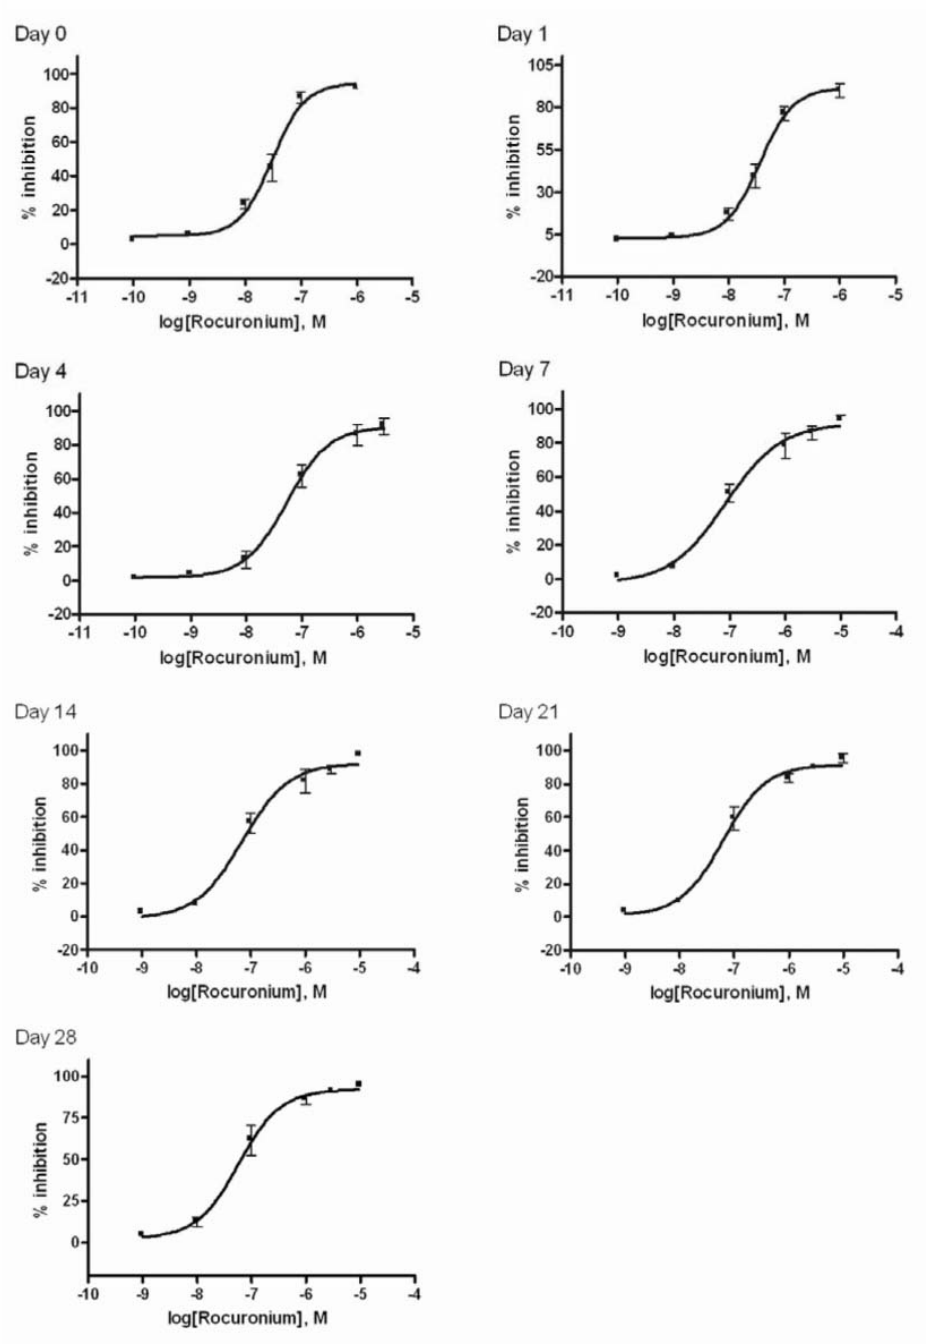 Day 0
100
80
60
40
20
0
-20
% inhibition
-11 -10 -9 -8 -7 -6 -5
log[Rocuronium], M
Day 1
105
80
55
30
5
-20
% inhibition
-11 -10 -9 -8 -7 -6 -5
log[Rocuronium], M
Day 4
100
80
60
40
20
0
-20
% inhibition
-11 -10 -9 -8 -7 -6 -5
log[Rocuronium], M
Day 7
100
80
60
40
20
0
-20
% inhibition
-10 -9 -8 -7 -6 -5 -4
log[Rocuronium], M
Day 14
100
80
60
40
20
0
-20
% inhibition
-10 -9 -8 -7 -6 -5 -4
log[Rocuronium], M
Day 21
100
80
60
40
20
0
-20
% inhibition
-10 -9 -8 -7 -6 -5 -4
log[Rocuronium], M
Day 28
100
75
50
25
0
% inhibition
-10 -9 -8 -7 -6 -5 -4
log[Rocuronium], M